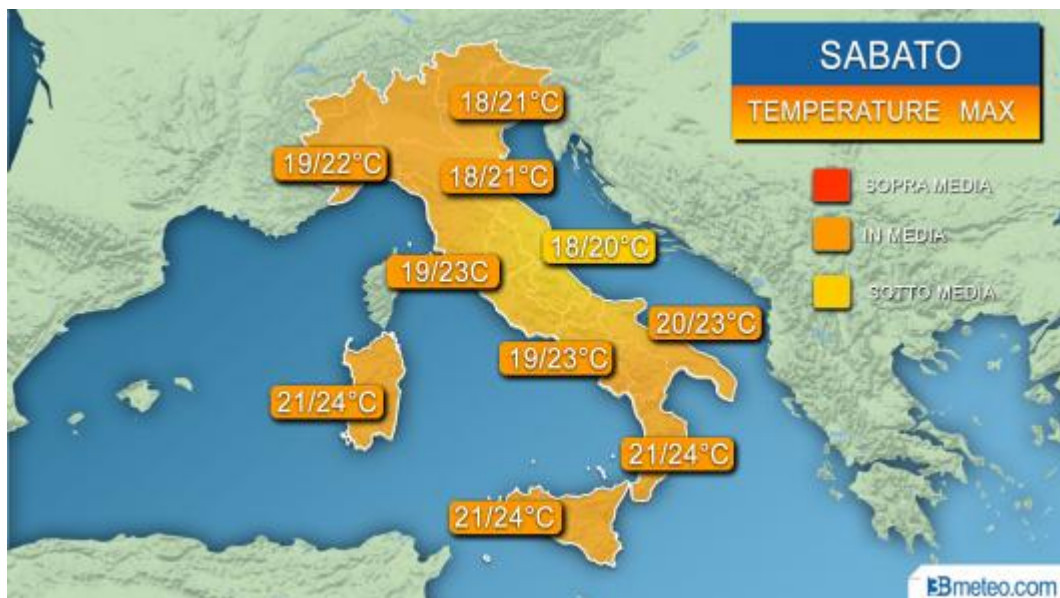 SABATO
TEMPERATURE MAX
18/21°C
19/22°C
18/21°C
SOPRA MEDIA
IN MEDIA
18/20°C
19/23C
SOTTO MEDIA
20/23°C
19/23°C
21/24°C
21/24°C
21/24°C
3Bmeteo.com